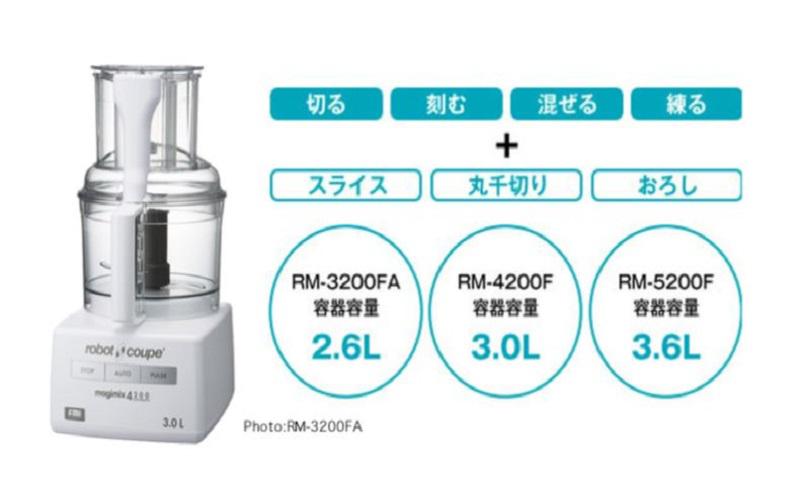 切る 刻む 混ぜる 練る
+
スライス 丸千切り おろし
RM-3200FA
容器容量
2.6L
RM-4200F
容器容量
3.0L
RM-5200F
容器容量
3.6L
robot coupe
STOP AUTO PULSE
magimix 4200
FMI
3.0 L
Photo:RM-3200FA